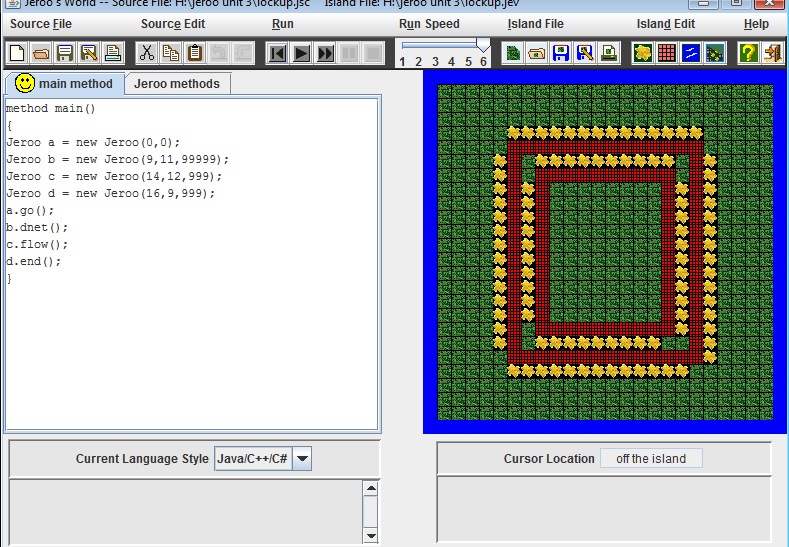 Jeroo's World -- Source File: H:\jeroo unit 3\lockup.jsc    Island File: H:\jeroo unit 3\lockup.jev
Source File Source Edit Run Run Speed Island File Island Edit Help
1 2 3 4 5 6
main method Jeroo methods
method main()
{
Jeroo a = new Jeroo(0,0);
Jeroo b = new Jeroo(9,11,99999);
Jeroo c = new Jeroo(14,12,999);
Jeroo d = new Jeroo(16,9,999);
a.go();
b.dnet();
c.flow();
d.end();
}
Current Language Style Java/C++/C#
Cursor Location off the island